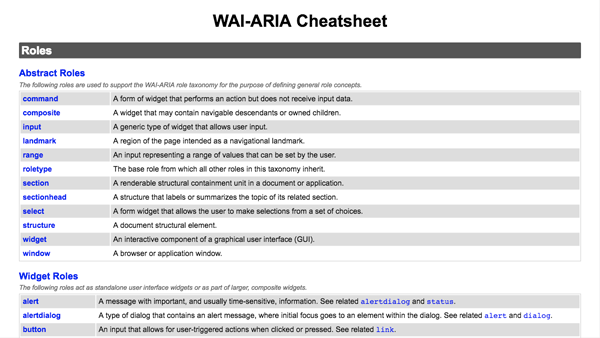 WAI-ARIA Cheatsheet
Roles
Abstract Roles
The following roles are used to support the WAI-ARIA role taxonomy for the purpose of defining general role concepts.
command A form of widget that performs an action but does not receive input data.
composite A widget that may contain navigable descendants or owned children.
input A generic type of widget that allows user input.
landmark A region of the page intended as a navigational landmark.
range An input representing a range of values that can be set by the user.
roletype The base role from which all other roles in this taxonomy inherit.
section A renderable structural containment unit in a document or application.
sectionhead A structure that labels or summarizes the topic of its related section.
select A form widget that allows the user to make selections from a set of choices.
structure A document structural element.
widget An interactive component of a graphical user interface (GUI).
window A browser or application window.
Widget Roles
The following roles act as standalone user interface widgets or as part of larger, composite widgets.
alert A message with important, and usually time-sensitive, information. See related alertdialog and status.
alertdialog A type of dialog that contains an alert message, where initial focus goes to an element within the dialog. See related alert and dialog.
button An input that allows for user-triggered actions when clicked or pressed. See related link.